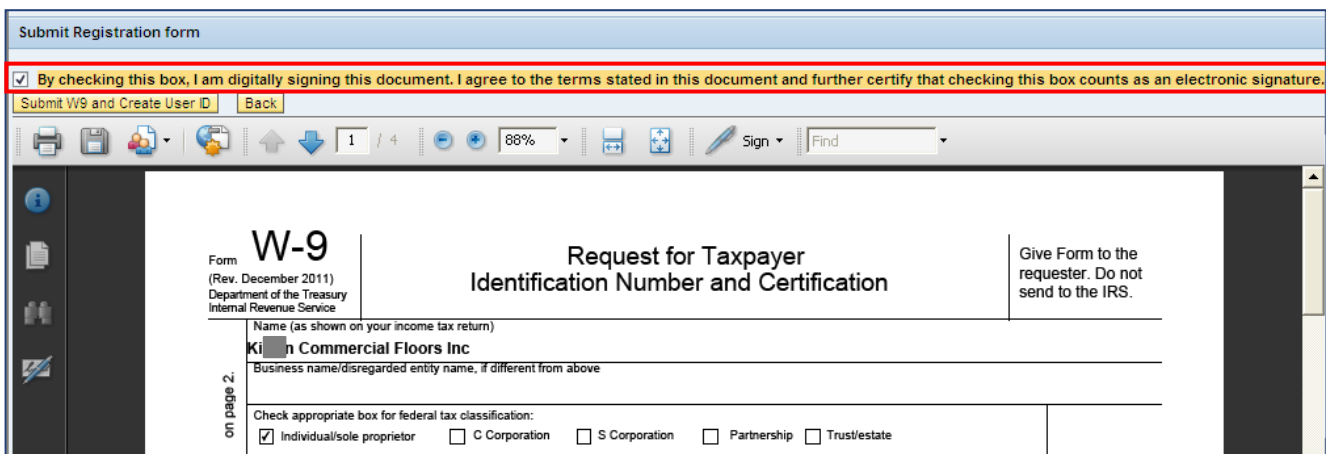 Submit Registration form
By checking this box, I am digitally signing this document. I agree to the terms stated in this document and further certify that checking this box counts as an electronic signature.
Submit W9 and Create User ID Back
1 / 4 88% Sign Find
Form W-9
(Rev. December 2011)
Department of the Treasury
Internal Revenue Service
Request for Taxpayer
Identification Number and Certification
Give Form to the
requester. Do not
send to the IRS.
Name (as shown on your income tax return)
Commercial Floors Inc
Business name/disregarded entity name, if different from above
on page 2.
Check appropriate box for federal tax classification:
Individual/sole proprietor C Corporation S Corporation Partnership Trust/estate